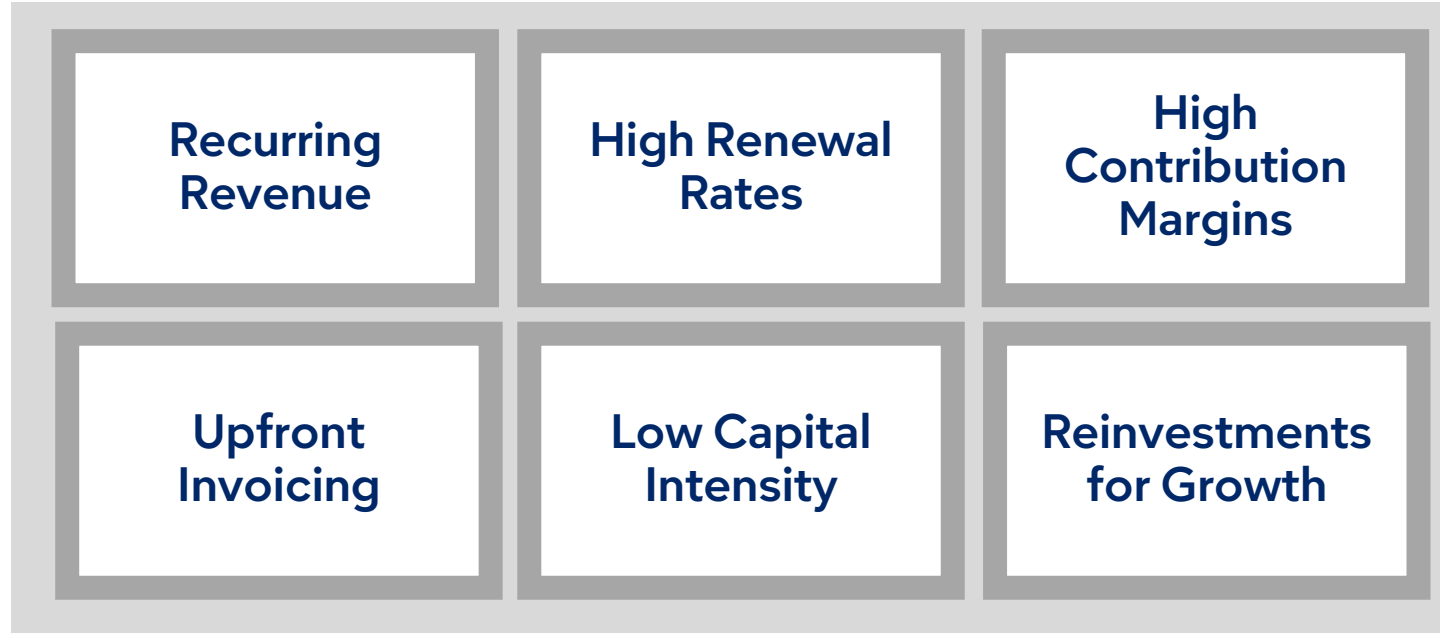 Recurring
Revenue
High Renewal
Rates
High
Contribution
Margins
Upfront
Invoicing
Low Capital
Intensity
Reinvestments
for Growth